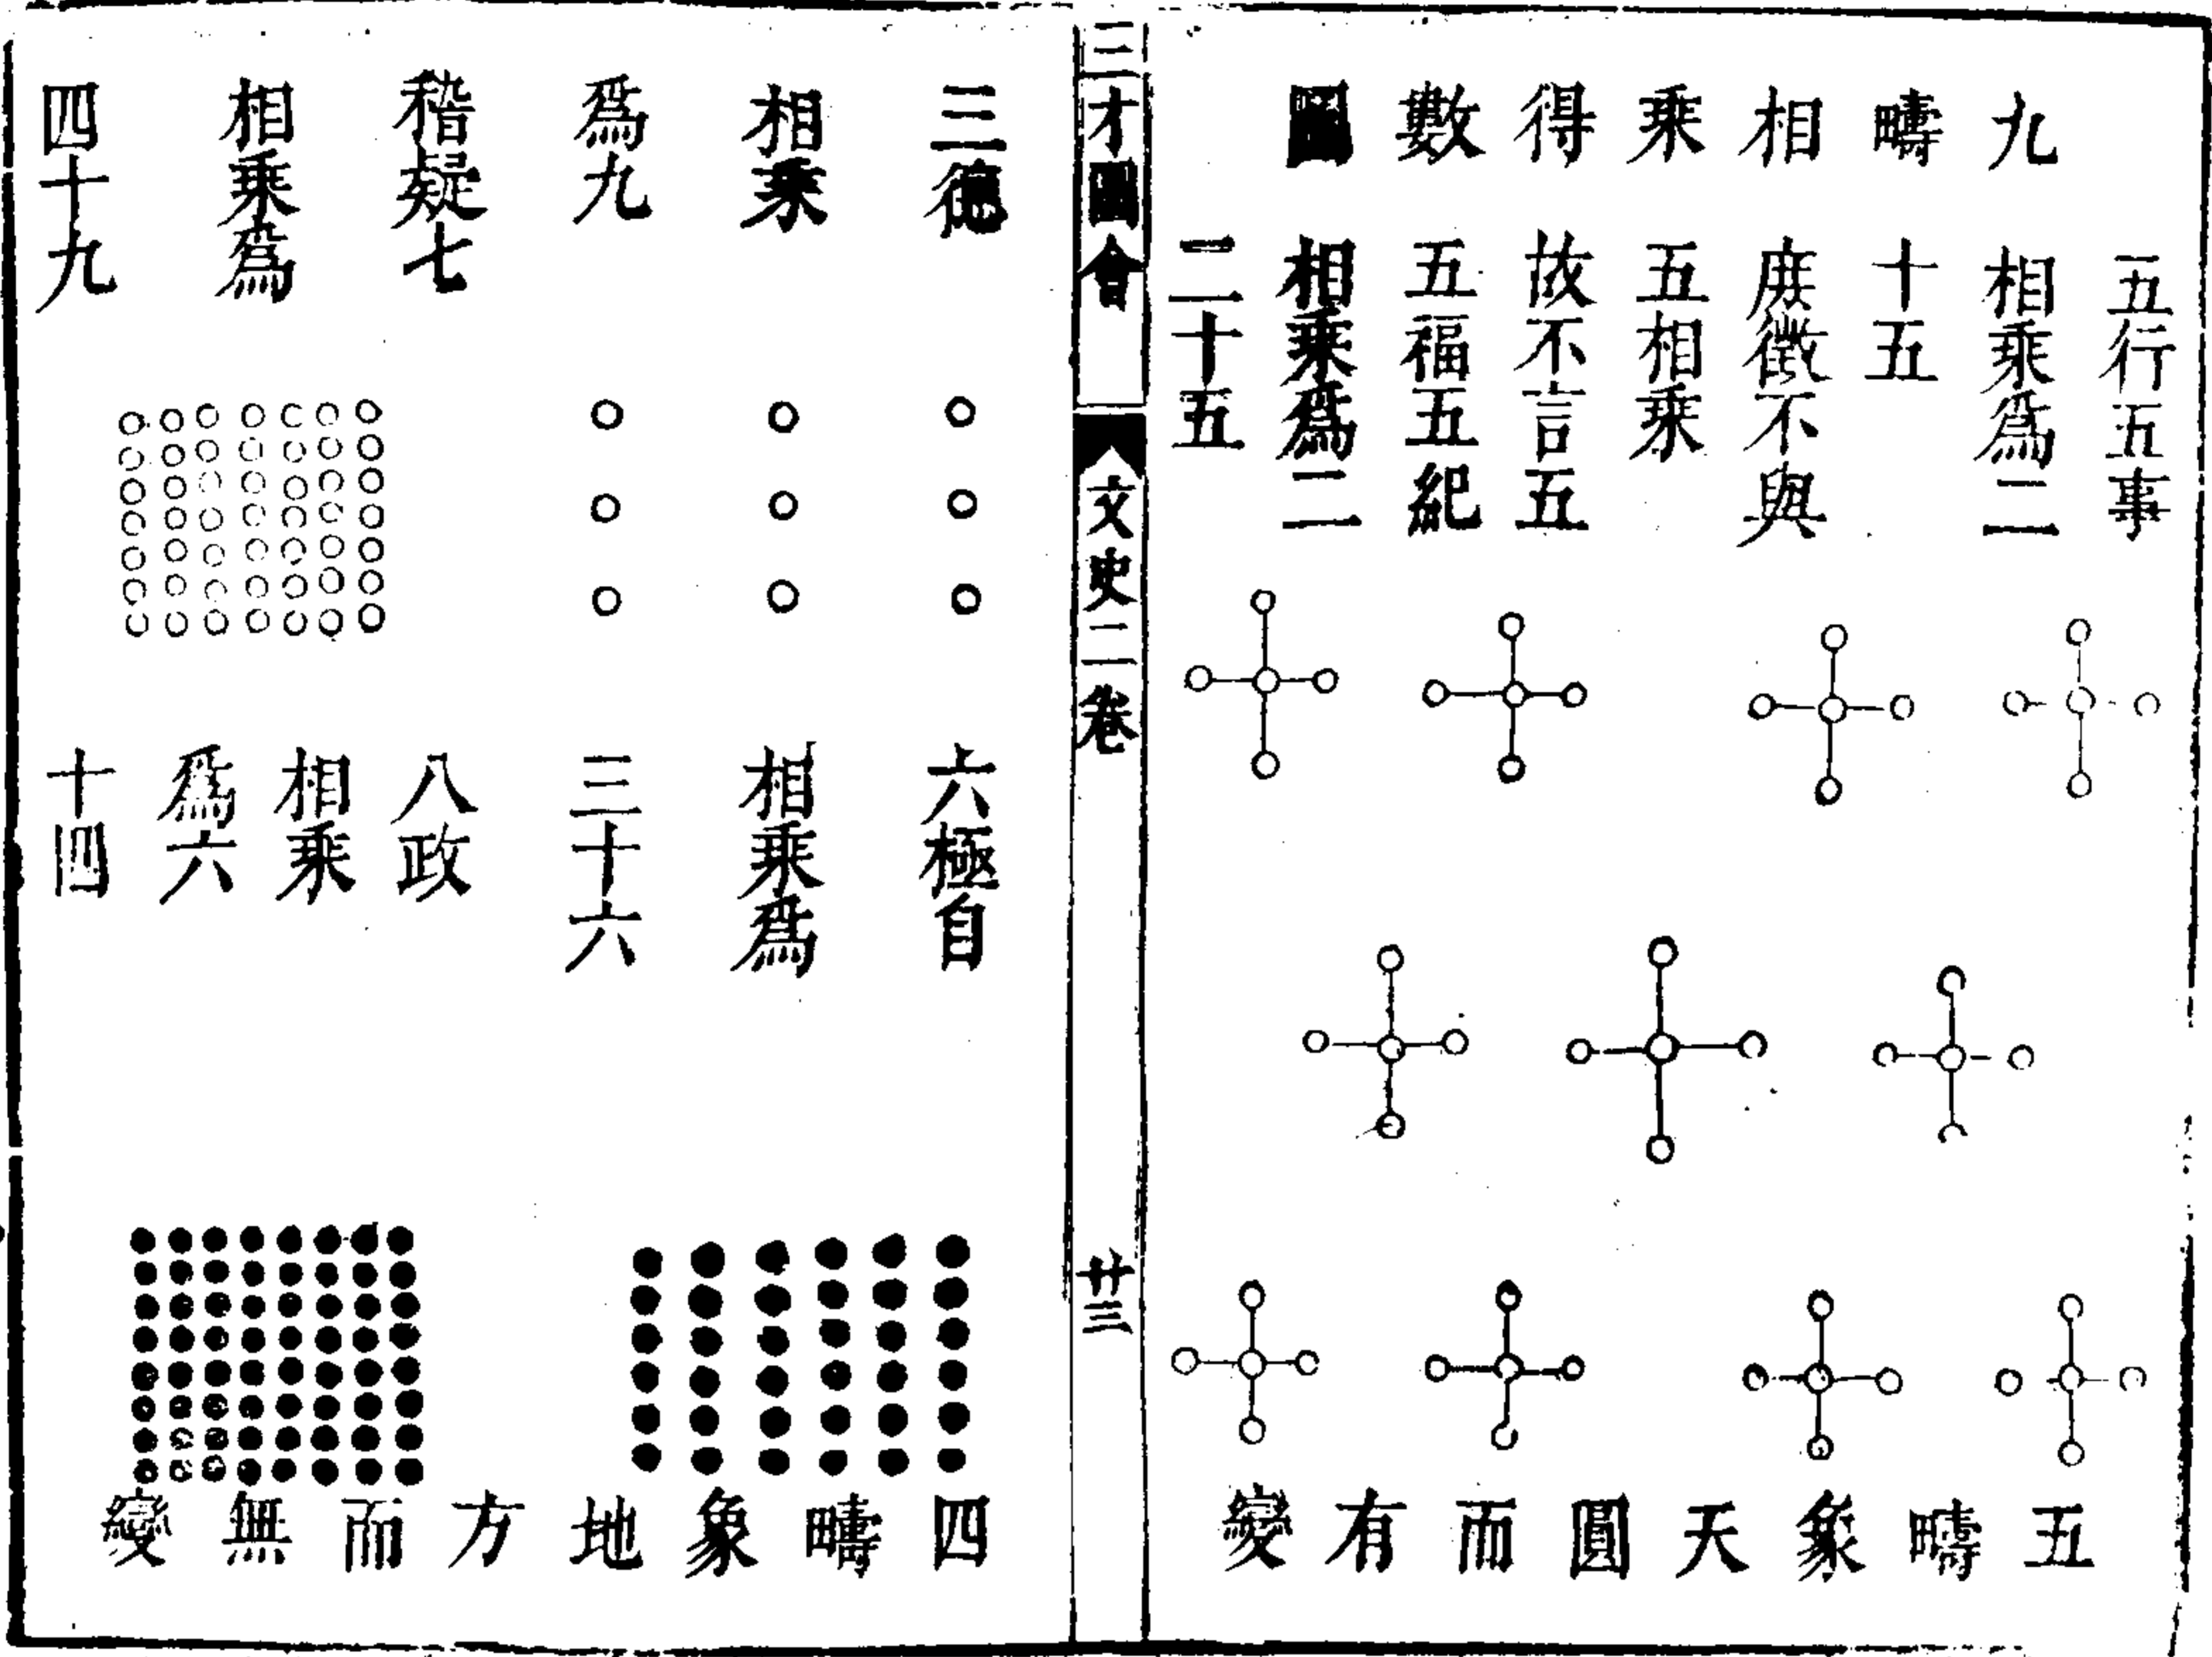 九疇相乘得數圖
五行五事
相乘爲二
十五
庶徵不與
五相乘
故不言五
五福五紀
相乘爲二
二十五
五疇象天圓而有變
三才圖會
文史二卷
廿三
三德
相乘
爲九
稽疑七
相乘爲
四十九
六極自
相乘爲
三十六
八政
相乘
爲六
十四
四疇象地方而無變